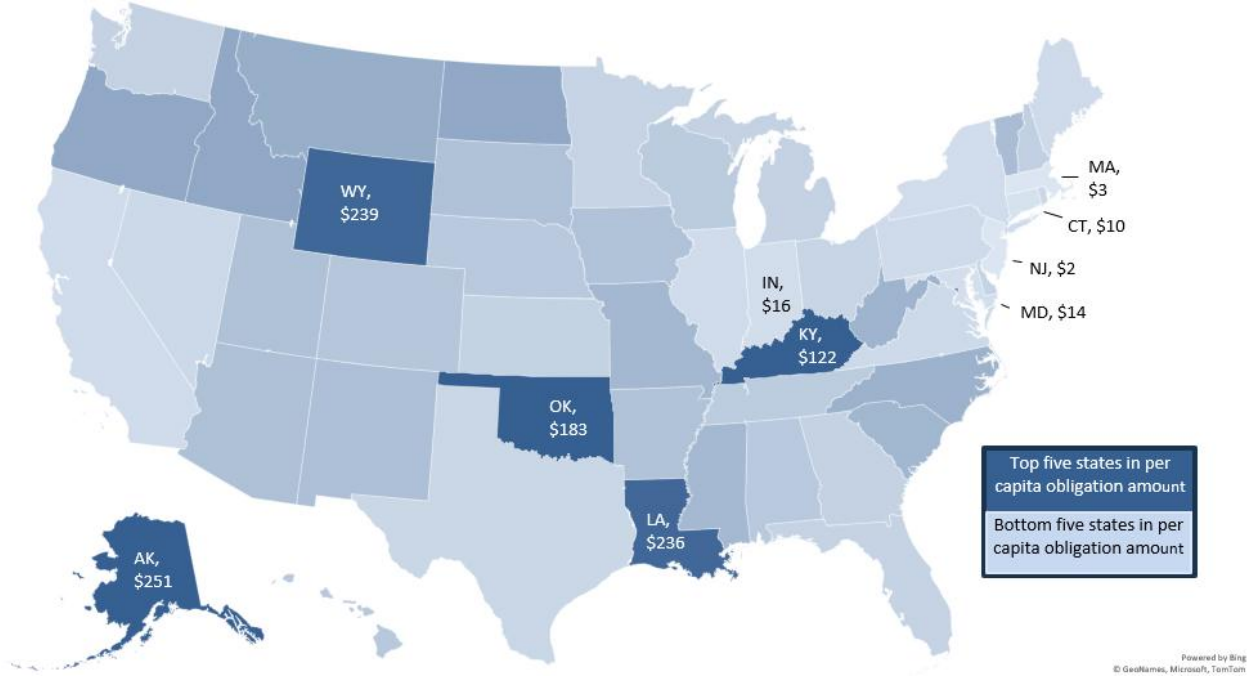 MA,
$3
WY,
$239
CT, $10
NJ, $2
IN,
$16
MD, $14
KY,
$122
OK,
$183
Top five states in per
capita obligation amount
LA,
$236
Bottom five states in per
capita obligation amount
AK,
$251
Powered by Bing
© GeoNames, Microsoft, TomTom